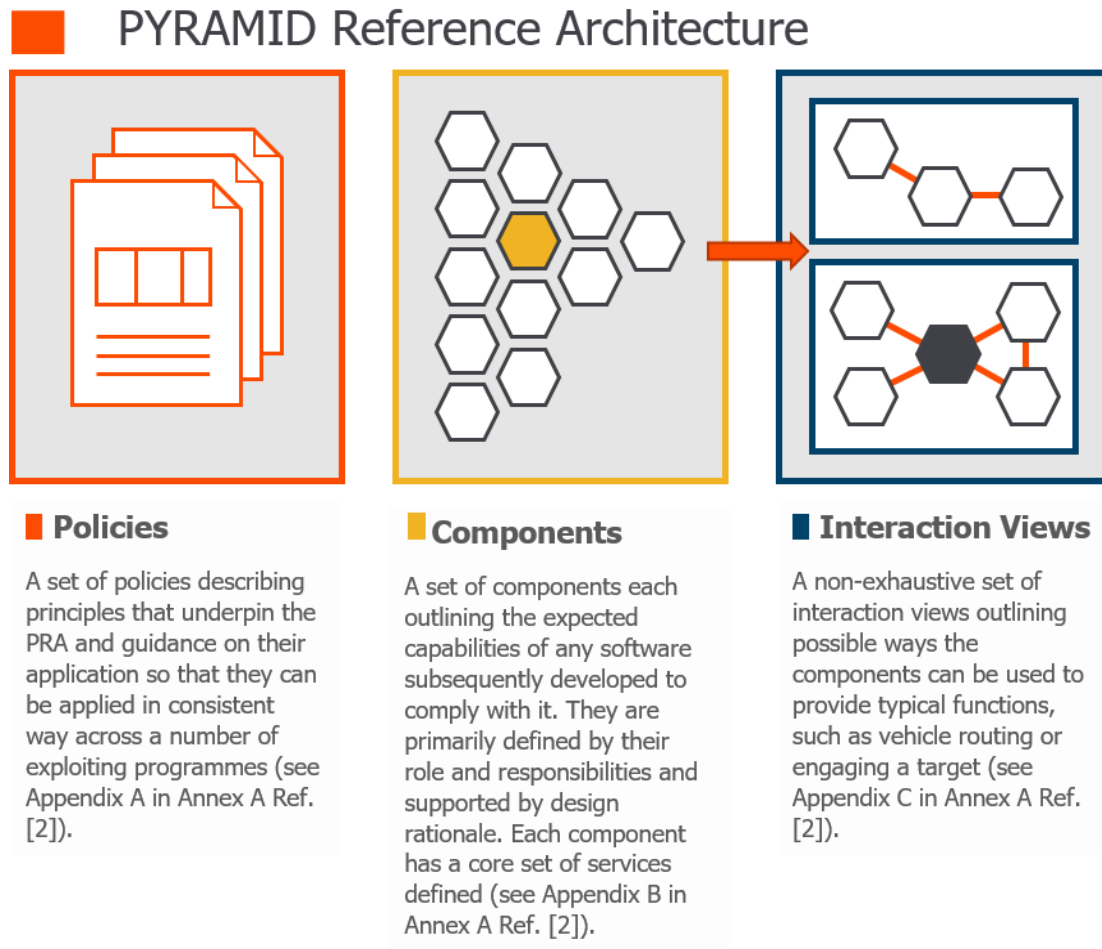 PYRAMID Reference Architecture
Policies
A set of policies describing
principles that underpin the
PRA and guidance on their
application so that they can
be applied in consistent
way across a number of
exploiting programmes (see
Appendix A in Annex A Ref.
[2]).
Components
A set of components each
outlining the expected
capabilities of any software
subsequently developed to
comply with it. They are
primarily defined by their
role and responsibilities and
supported by design
rationale. Each component
has a core set of services
defined (see Appendix B in
Annex A Ref. [2]).
Interaction Views
A non-exhaustive set of
interaction views outlining
possible ways the
components can be used to
provide typical functions,
such as vehicle routing or
engaging a target (see
Appendix C in Annex A Ref.
[2]).